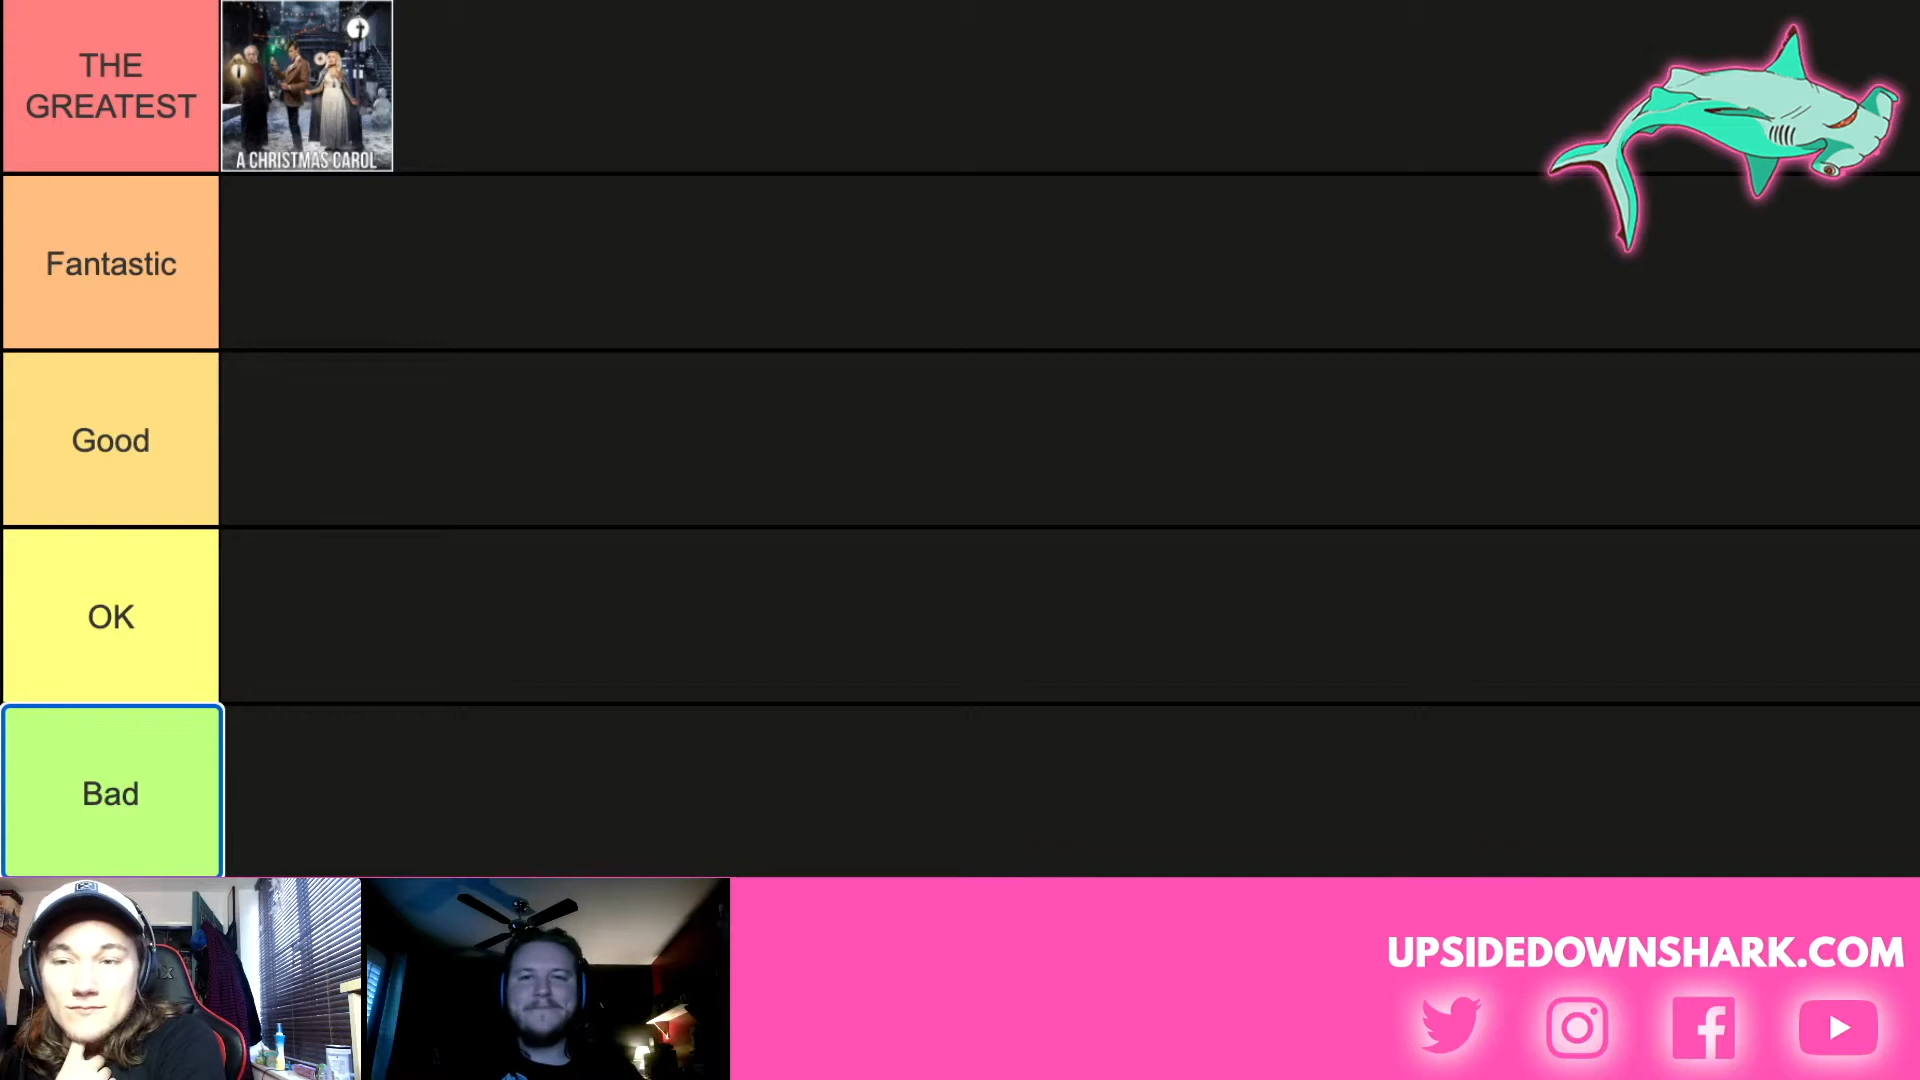 THE
GREATEST
A CHRISTMAS CAROL
Fantastic
Good
OK
Bad
UPSIDEDOWNSHARK.COM